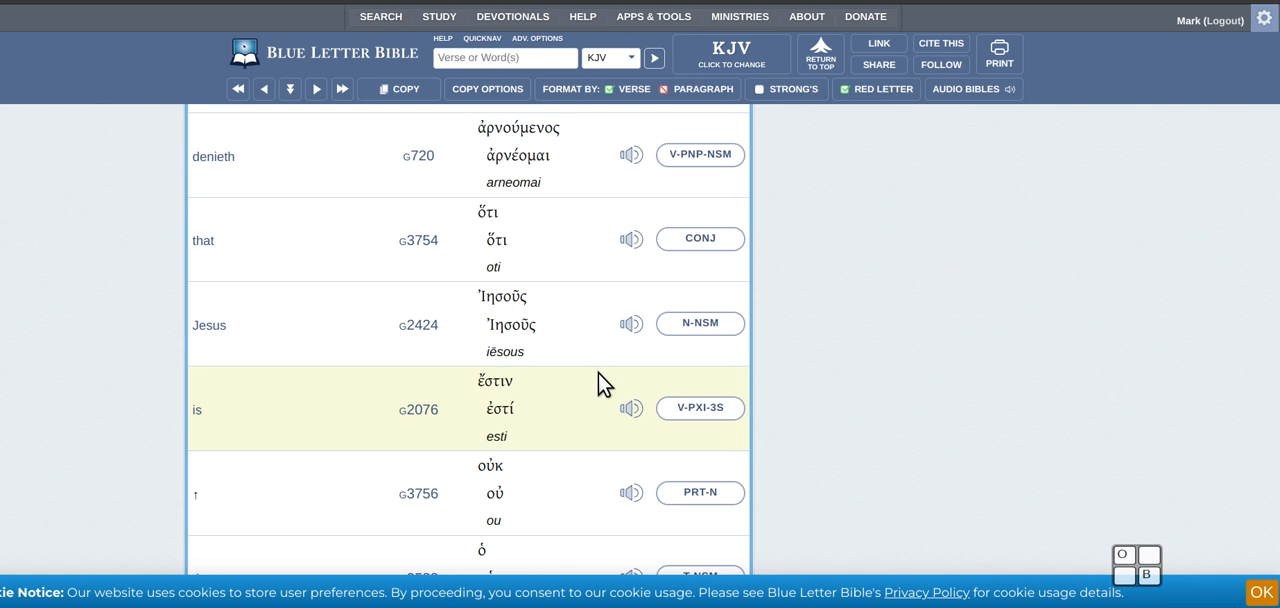 SEARCH STUDY DEVOTIONALS HELP APPS & TOOLS MINISTRIES ABOUT DONATE
Mark (Logout)
BLUE LETTER BIBLE
HELP QUICKNAV ADV. OPTIONS
Verse or Word(s)
KJV
KJV
CLICK TO CHANGE
RETURN
TO TOP
LINK
CITE THIS
SHARE
FOLLOW
PRINT
COPY
COPY OPTIONS
FORMAT BY: VERSE PARAGRAPH
STRONG'S
RED LETTER
AUDIO BIBLES
ἀρνούμενος
denieth G720 ἀρνέομαι V-PNP-NSM
arneomai
ὅτι
that G3754 ὅτι CONJ
oti
Ἰησοῦς
Jesus G2424 Ἰησοῦς N-NSM
iēsous
ἔστιν
is G2076 ἐστί V-PXI-3S
esti
οὐκ
↑ G3756 οὐ PRT-N
ou
ὁ
O
B
ie Notice: Our website uses cookies to store user preferences. By proceeding, you consent to our cookie usage. Please see Blue Letter Bible's Privacy Policy for cookie usage details.
OK